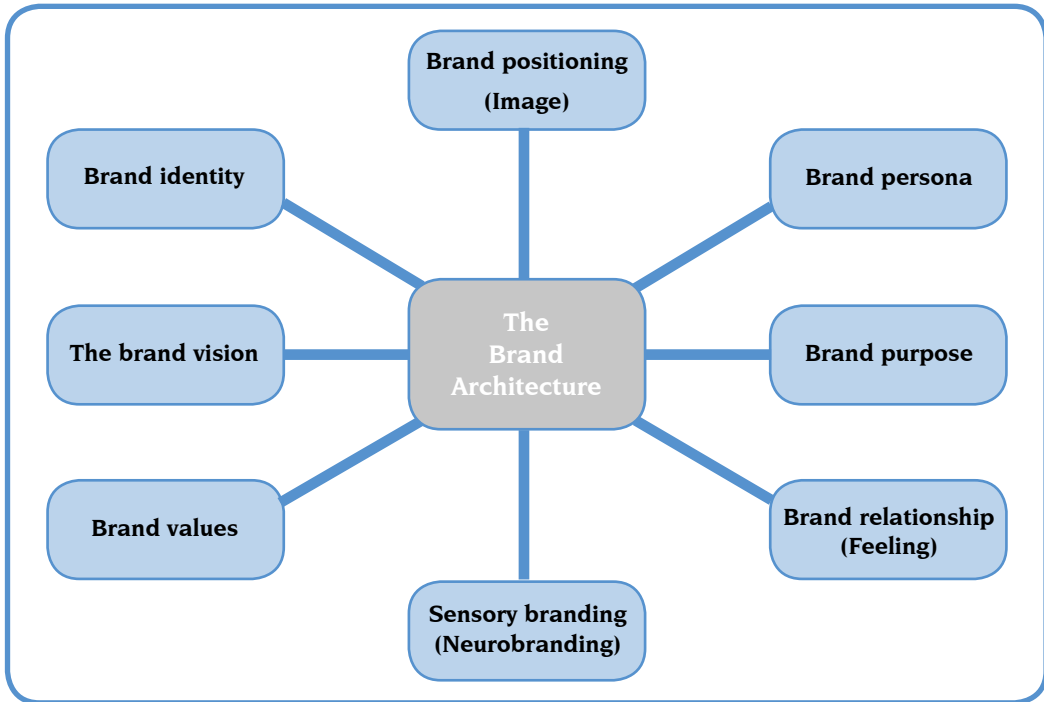 Brand positioning
(Image)
Brand identity
Brand persona
The
Brand
Architecture
The brand vision
Brand purpose
Brand values
Brand relationship
(Feeling)
Sensory branding
(Neurobranding)